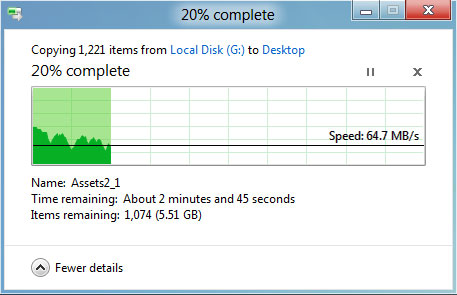 20% complete
Copying 1,221 items from Local Disk (G:) to Desktop
20% complete
Speed: 64.7 MB/s
Name: Assets2_1
Time remaining: About 2 minutes and 45 seconds
Items remaining: 1,074 (5.51 GB)
Fewer details